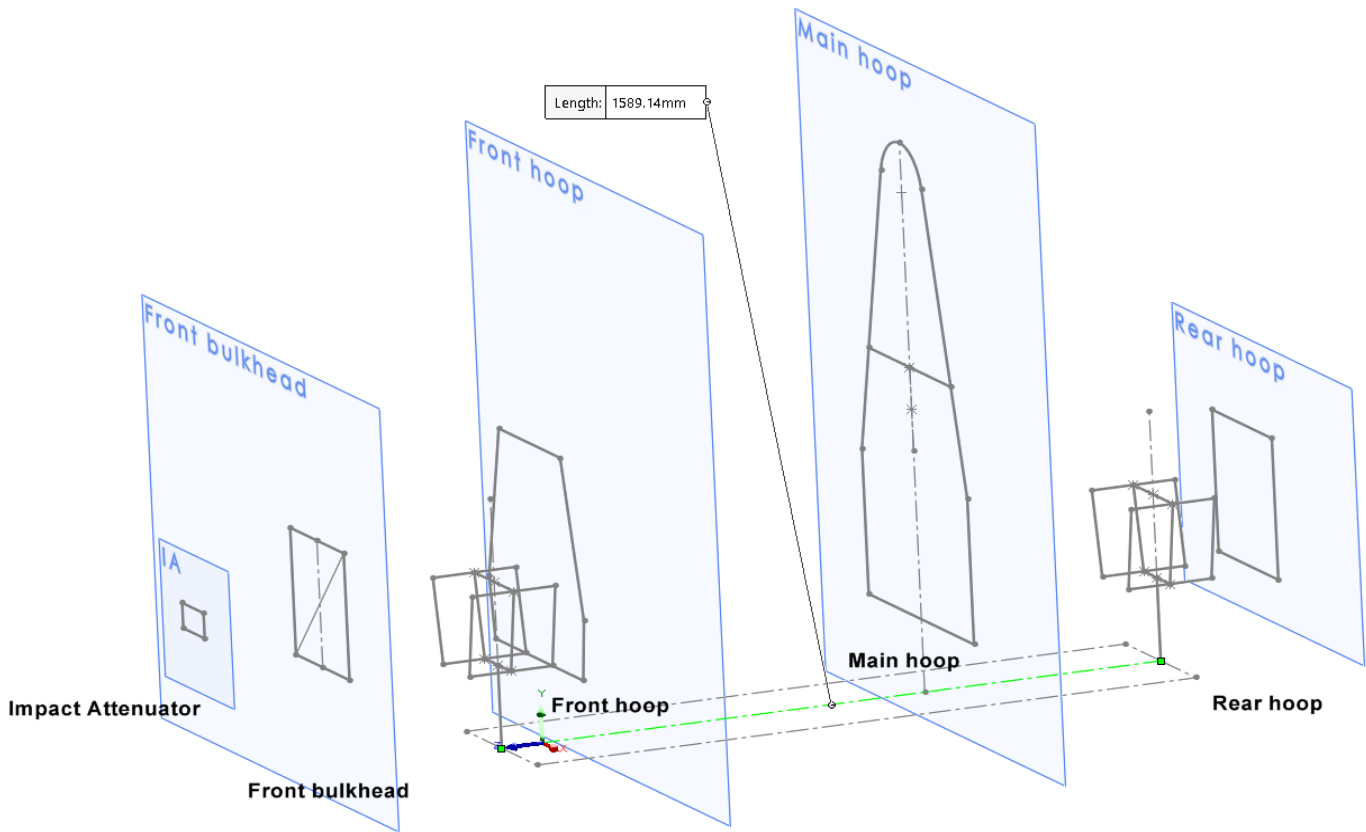 Main hoop
Length: 1589.14mm
Front hoop
Front bulkhead
Rear hoop
IA
Main hoop
Y
Front hoop
X
Rear hoop
Impact Attenuator
Front bulkhead